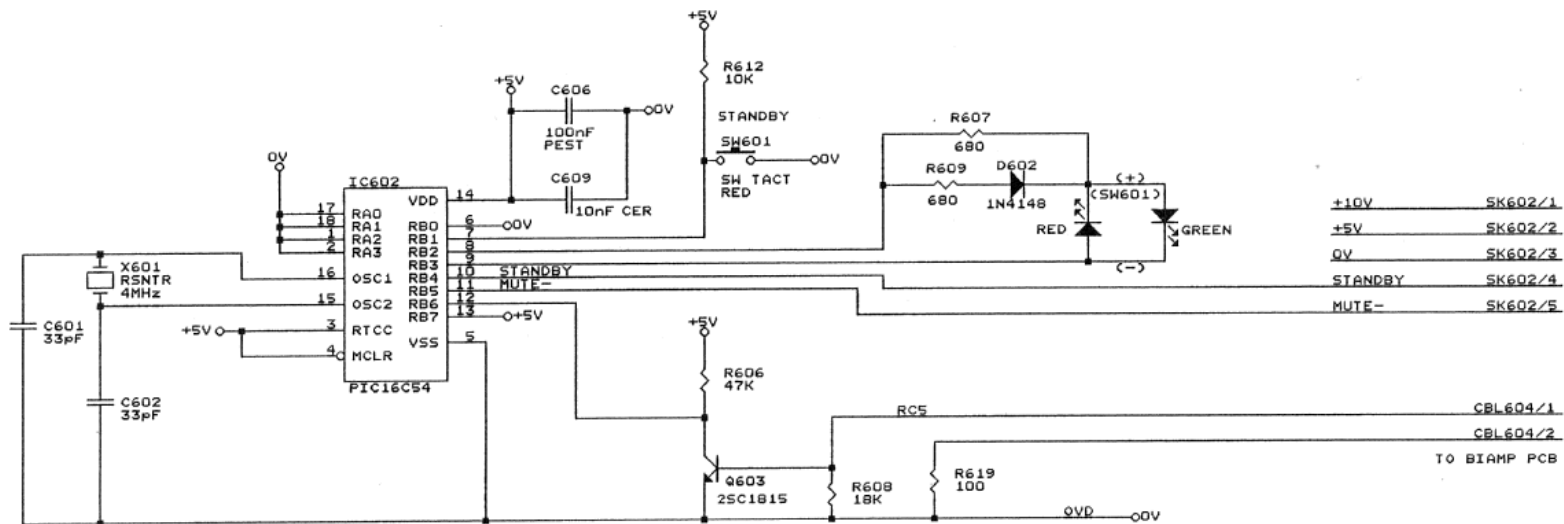 +5V
R612
10K
+5V
C606
0V
100nF
PEST
STANDBY
SW601
0V
SW TACT
RED
R607
680
R609
680
D602
1N4148
(+)
(SW601)
RED
GREEN
(-)
0V
IC602
C609
10nF CER
VDD 14
17 RA0
18 RA1
1 RA2
2 RA3
RB0 6
0V
RB1 7
RB2 8
RB3 9
RB4 10 STANDBY
RB5 11 MUTE-
RB6 12
RB7 13
+5V
VSS 5
16 OSC1
15 OSC2
+5V
3 RTCC
4 MCLR
PIC16C54
X601
RSNTR
4MHz
C601
33pF
C602
33pF
+10V SK602/1
+5V SK602/2
0V SK602/3
STANDBY SK602/4
MUTE- SK602/5
+5V
R606
47K
RC5 CBL604/1
CBL604/2
TO BIAMP PCB
Q603
2SC1815
R608
18K
R619
100
0VD 0V